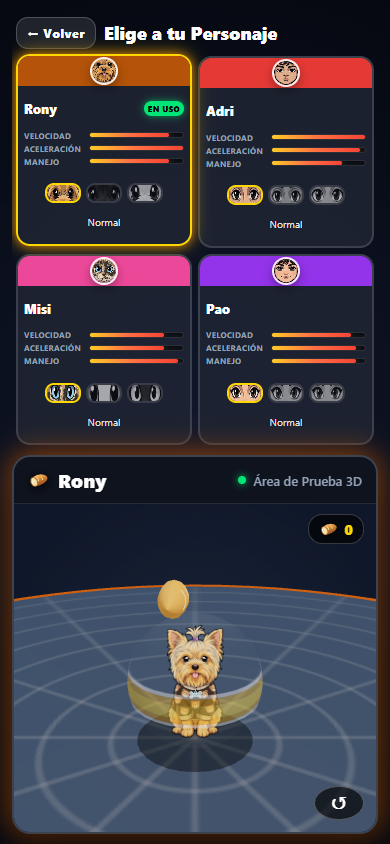 ← Volver Elige a tu Personaje
Rony EN USO
VELOCIDAD
ACELERACIÓN
MANEJO
Normal
Adri
VELOCIDAD
ACELERACIÓN
MANEJO
Normal
Misi
VELOCIDAD
ACELERACIÓN
MANEJO
Normal
Pao
VELOCIDAD
ACELERACIÓN
MANEJO
Normal
Rony Área de Prueba 3D
0
↺